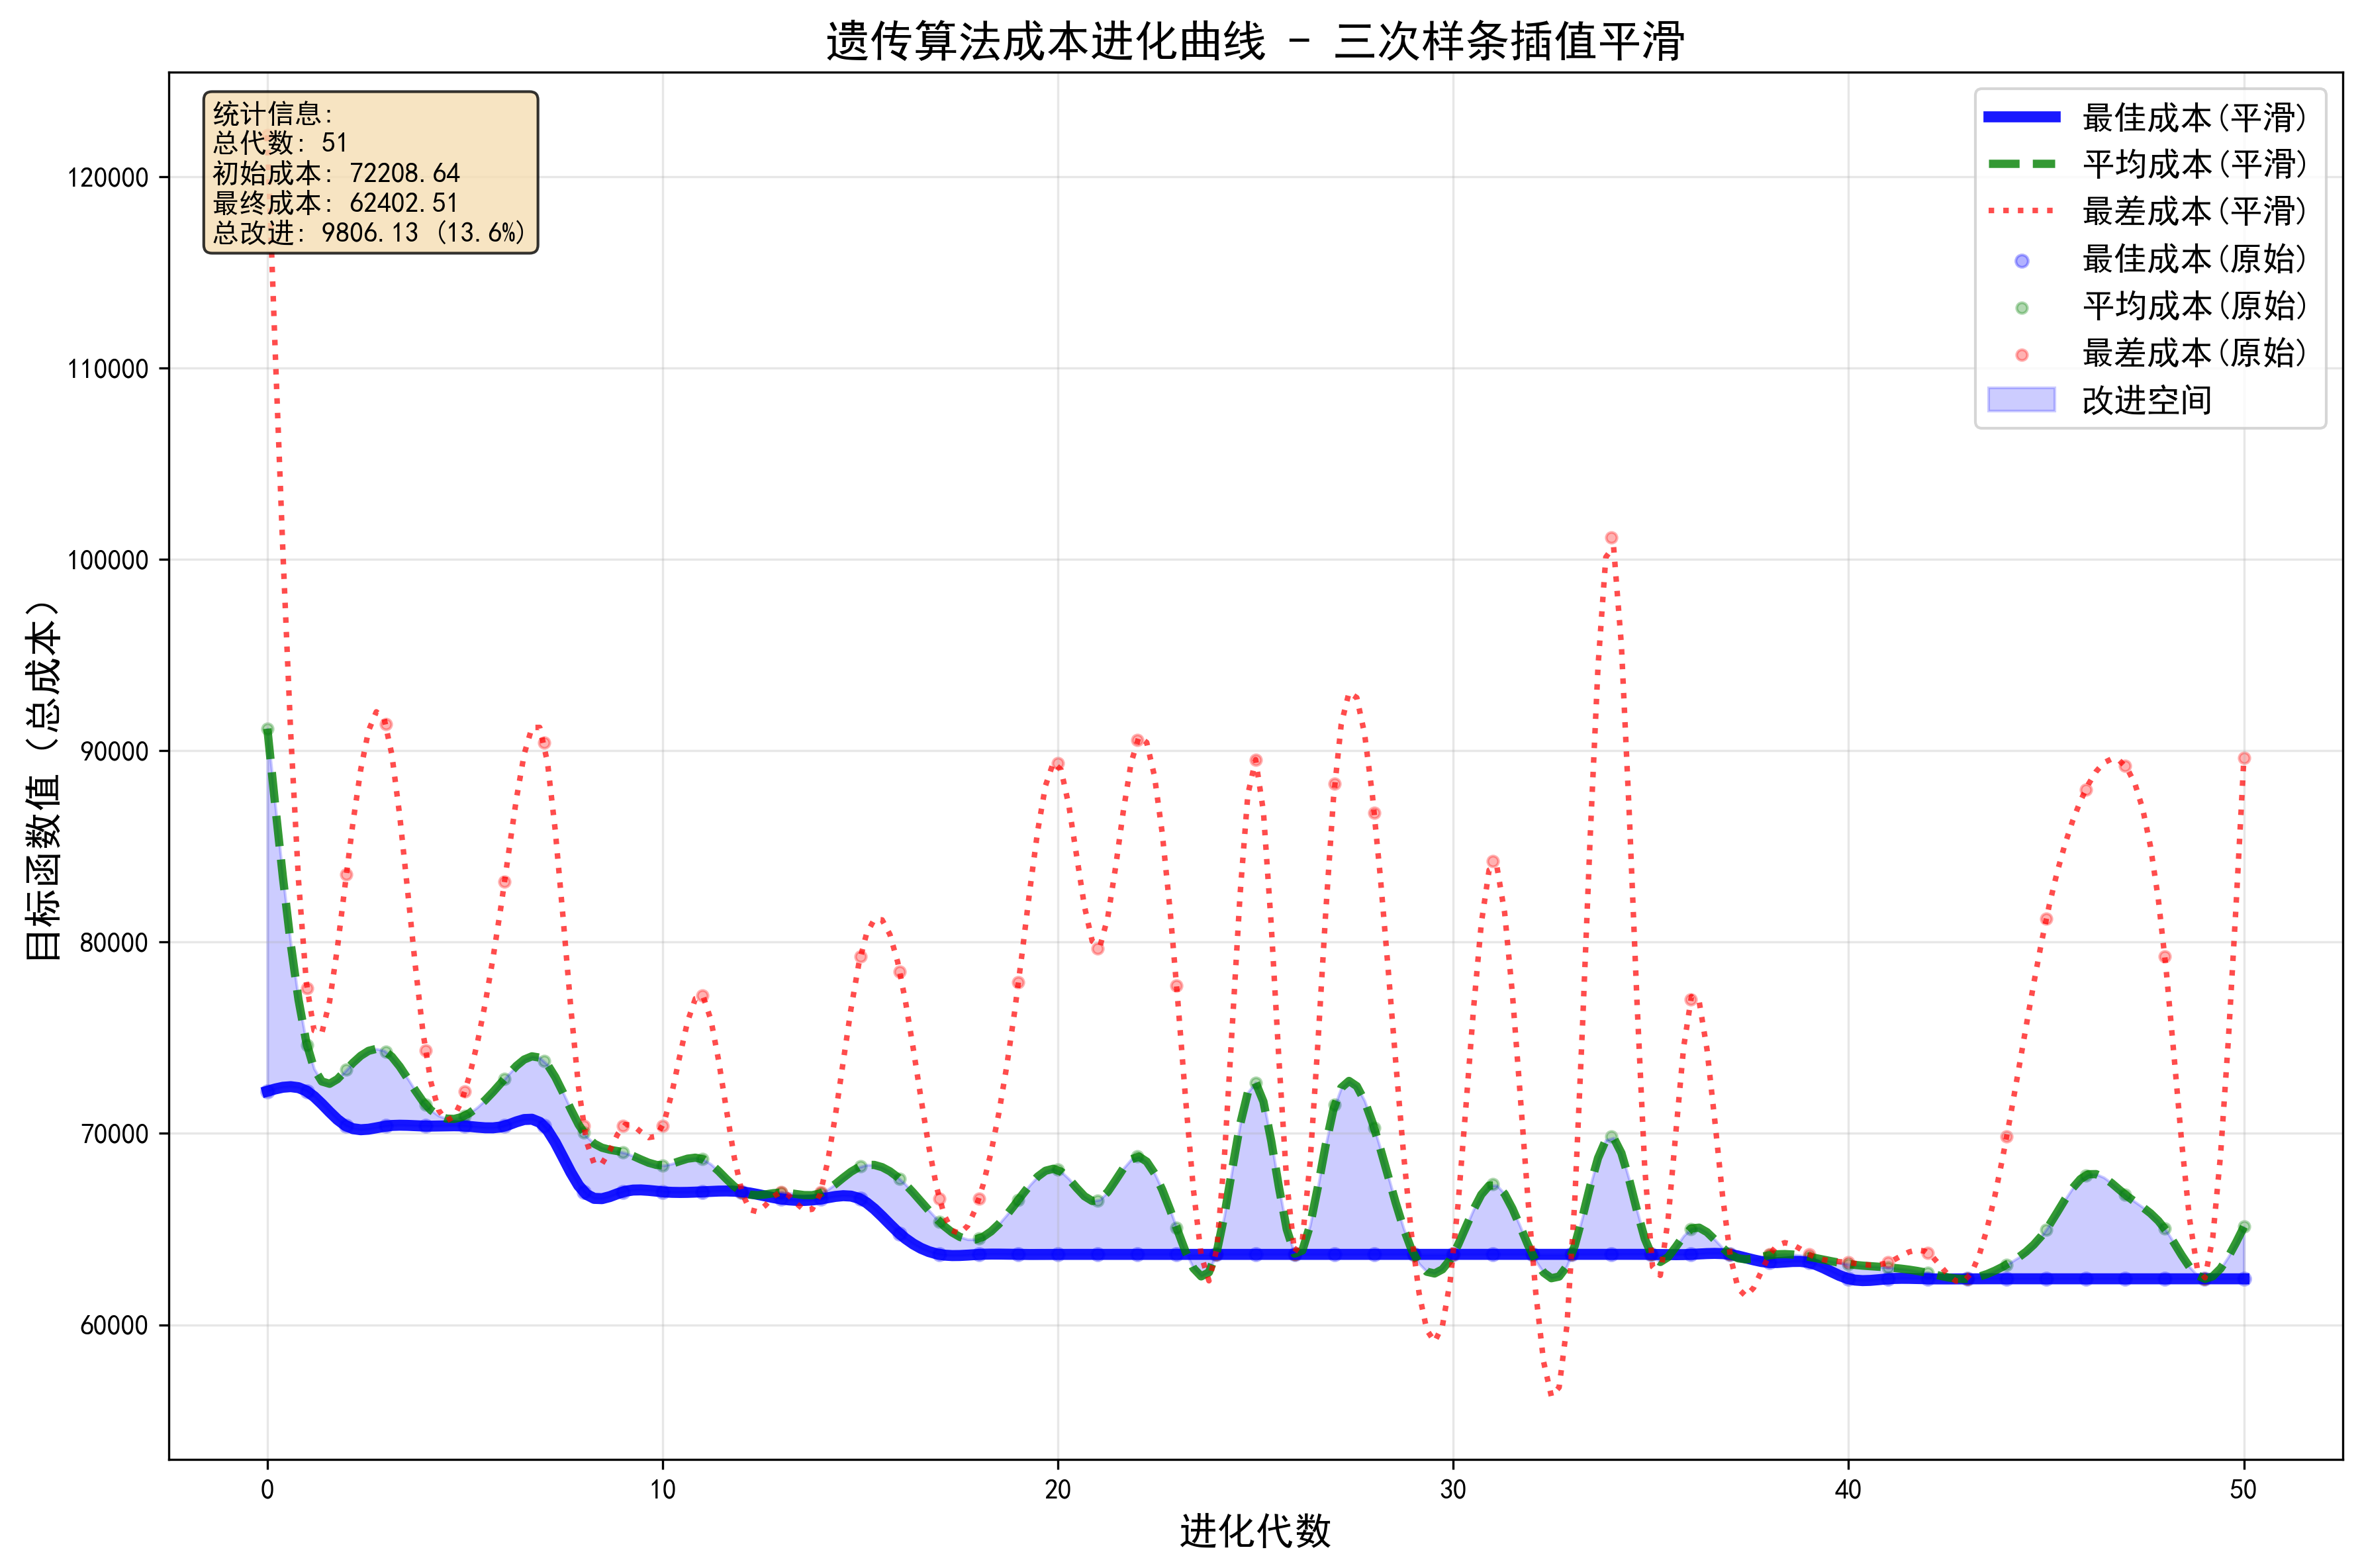 遗传算法成本进化曲线 - 三次样条插值平滑
统计信息:
总代数: 51
初始成本: 72208.64
最终成本: 62402.51
总改进: 9806.13 (13.6%)
最佳成本(平滑)
平均成本(平滑)
最差成本(平滑)
最佳成本(原始)
平均成本(原始)
最差成本(原始)
改进空间
目标函数值 (总成本)
120000
110000
100000
90000
80000
70000
60000
0
10
20
30
40
50
进化代数